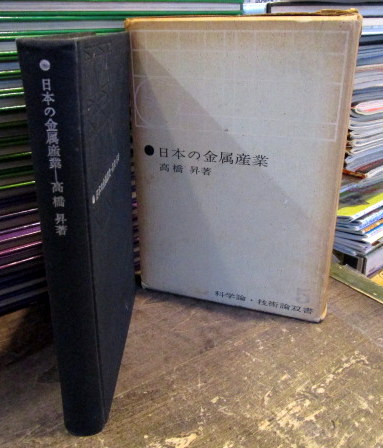 日本の金属産業—高橋 昇著
●日本の金属産業
高橋 昇著
5
科学論・技術論双書